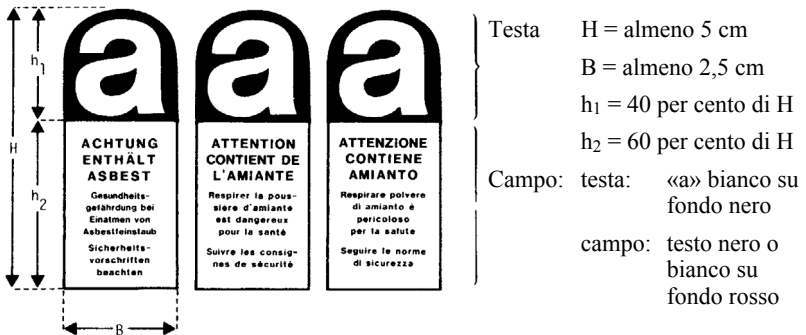 h1
H
h2
B
a
ACHTUNG
ENTHÄLT
ASBEST
Gesundheits-
gefährdung bei
Einatmen von
Asbestfeinstaub
Sicherheits-
vorschriften
beachten
a
ATTENTION
CONTIENT DE
L'AMIANTE
Respirer la pous-
sière d'amiante
est dangereux
pour la santé
Suivre les consig-
nes de sécurité
a
ATTENZIONE
CONTIENE
AMIANTO
Respirare polvere
di amianto è
pericoloso
per la salute
Seguire le norme
di sicurezza
Testa H = almeno 5 cm
B = almeno 2,5 cm
h1 = 40 per cento di H
h2 = 60 per cento di H
Campo: testa: «a» bianco su
fondo nero
campo: testo nero o
bianco su
fondo rosso